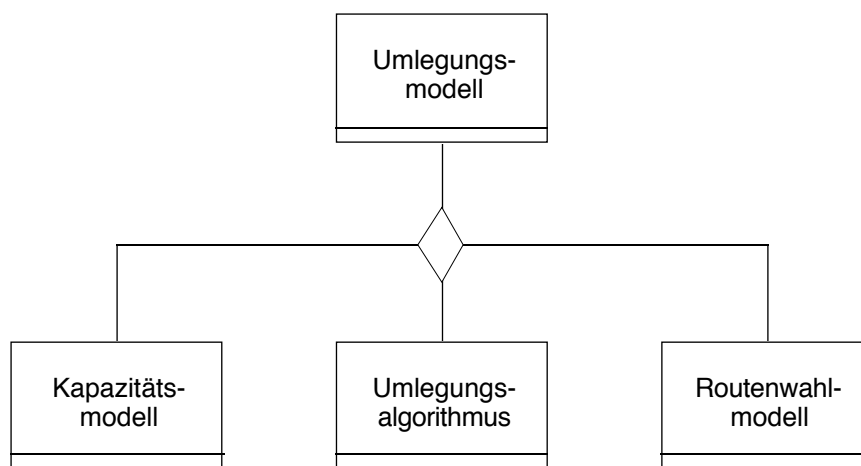 Umlegungs-
modell
Kapazitäts-
modell
Umlegungs-
algorithmus
Routenwahl-
modell